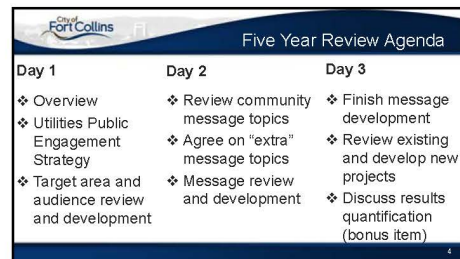 City of
Fort Collins
Five Year Review Agenda
Day 1
❖ Overview
❖ Utilities Public
Engagement
Strategy
❖ Target area and
audience review
and development
Day 2
❖ Review community
message topics
❖ Agree on “extra”
message topics
❖ Message review
and development
Day 3
❖ Finish message
development
❖ Review existing
and develop new
projects
❖ Discuss results
quantification
(bonus item)
4